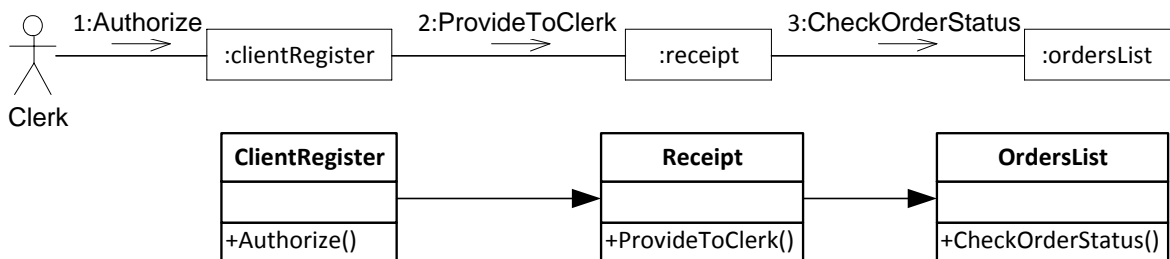 1:Authorize 2:ProvideToClerk 3:CheckOrderStatus
:clientRegister :receipt :ordersList
Clerk
ClientRegister Receipt OrdersList
+Authorize() +ProvideToClerk() +CheckOrderStatus()